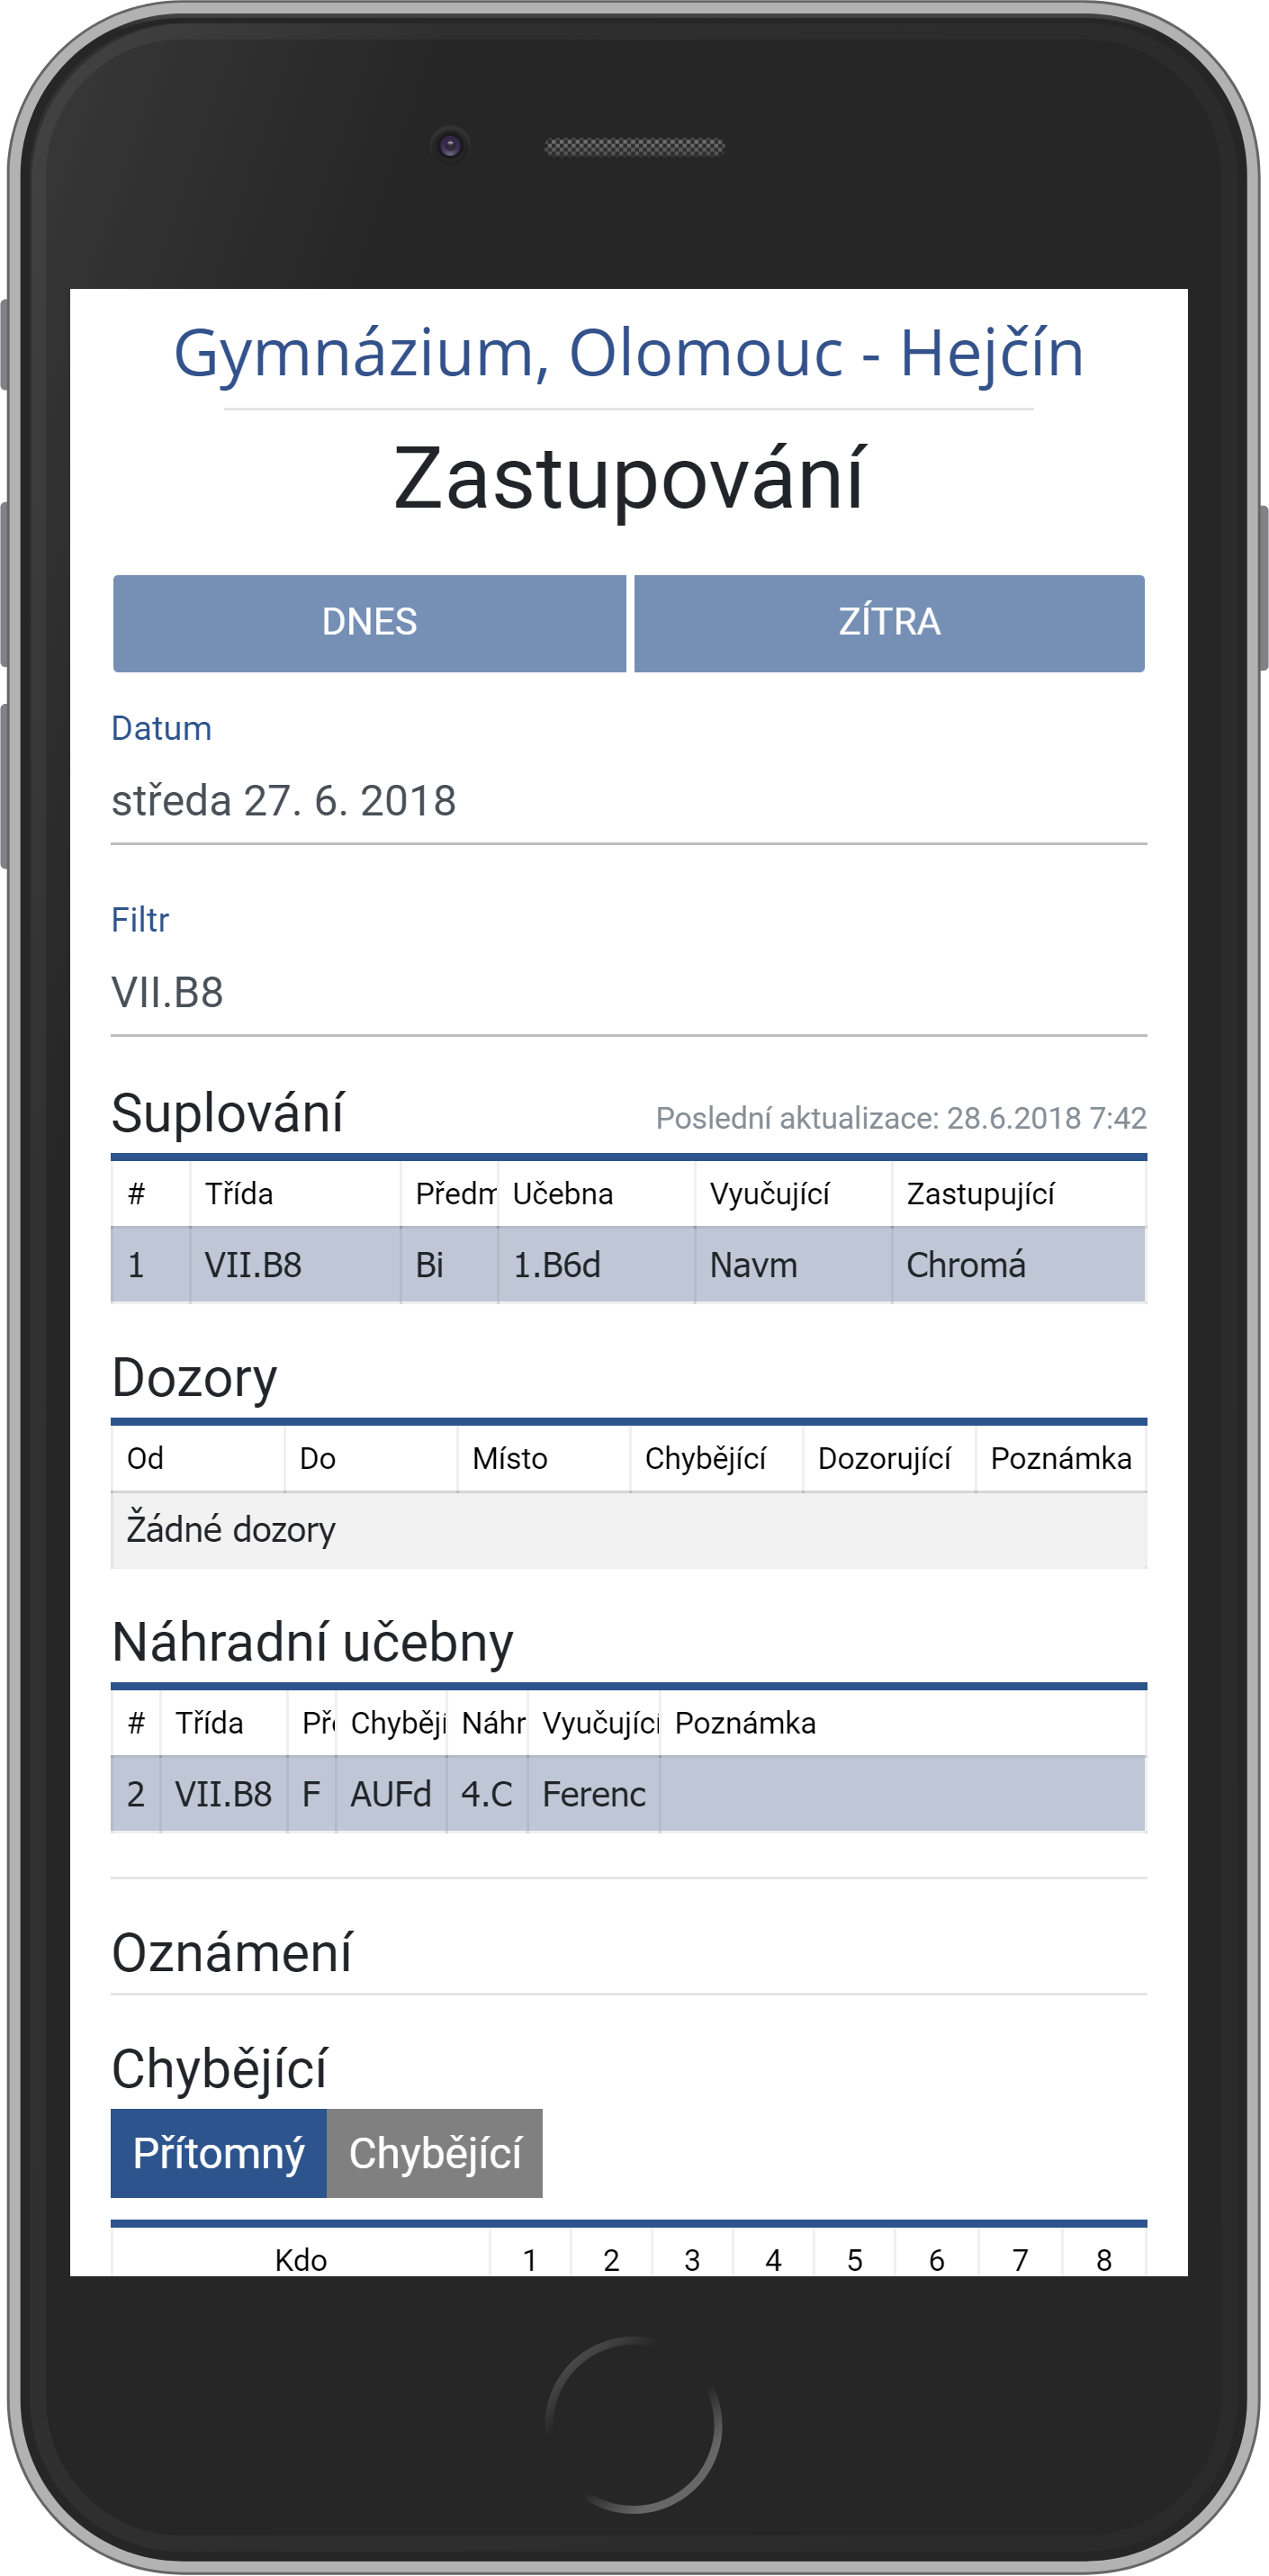 Gymnázium, Olomouc - Hejčín
Zastupování
DNES ZÍTRA
Datum
středa 27. 6. 2018
Filtr
VII.B8
Suplování Poslední aktualizace: 28.6.2018 7:42
# Třída Předm Učebna Vyučující Zastupující
1 VII.B8 Bi 1.B6d Navm Chromá
Dozory
Od Do Místo Chybějící Dozorující Poznámka
Žádné dozory
Náhradní učebny
# Třída Pře Chybějí Náhr Vyučující Poznámka
2 VII.B8 F AUFd 4.C Ferenc
Oznámení
Chybějící
Přítomný Chybějící
Kdo 1 2 3 4 5 6 7 8